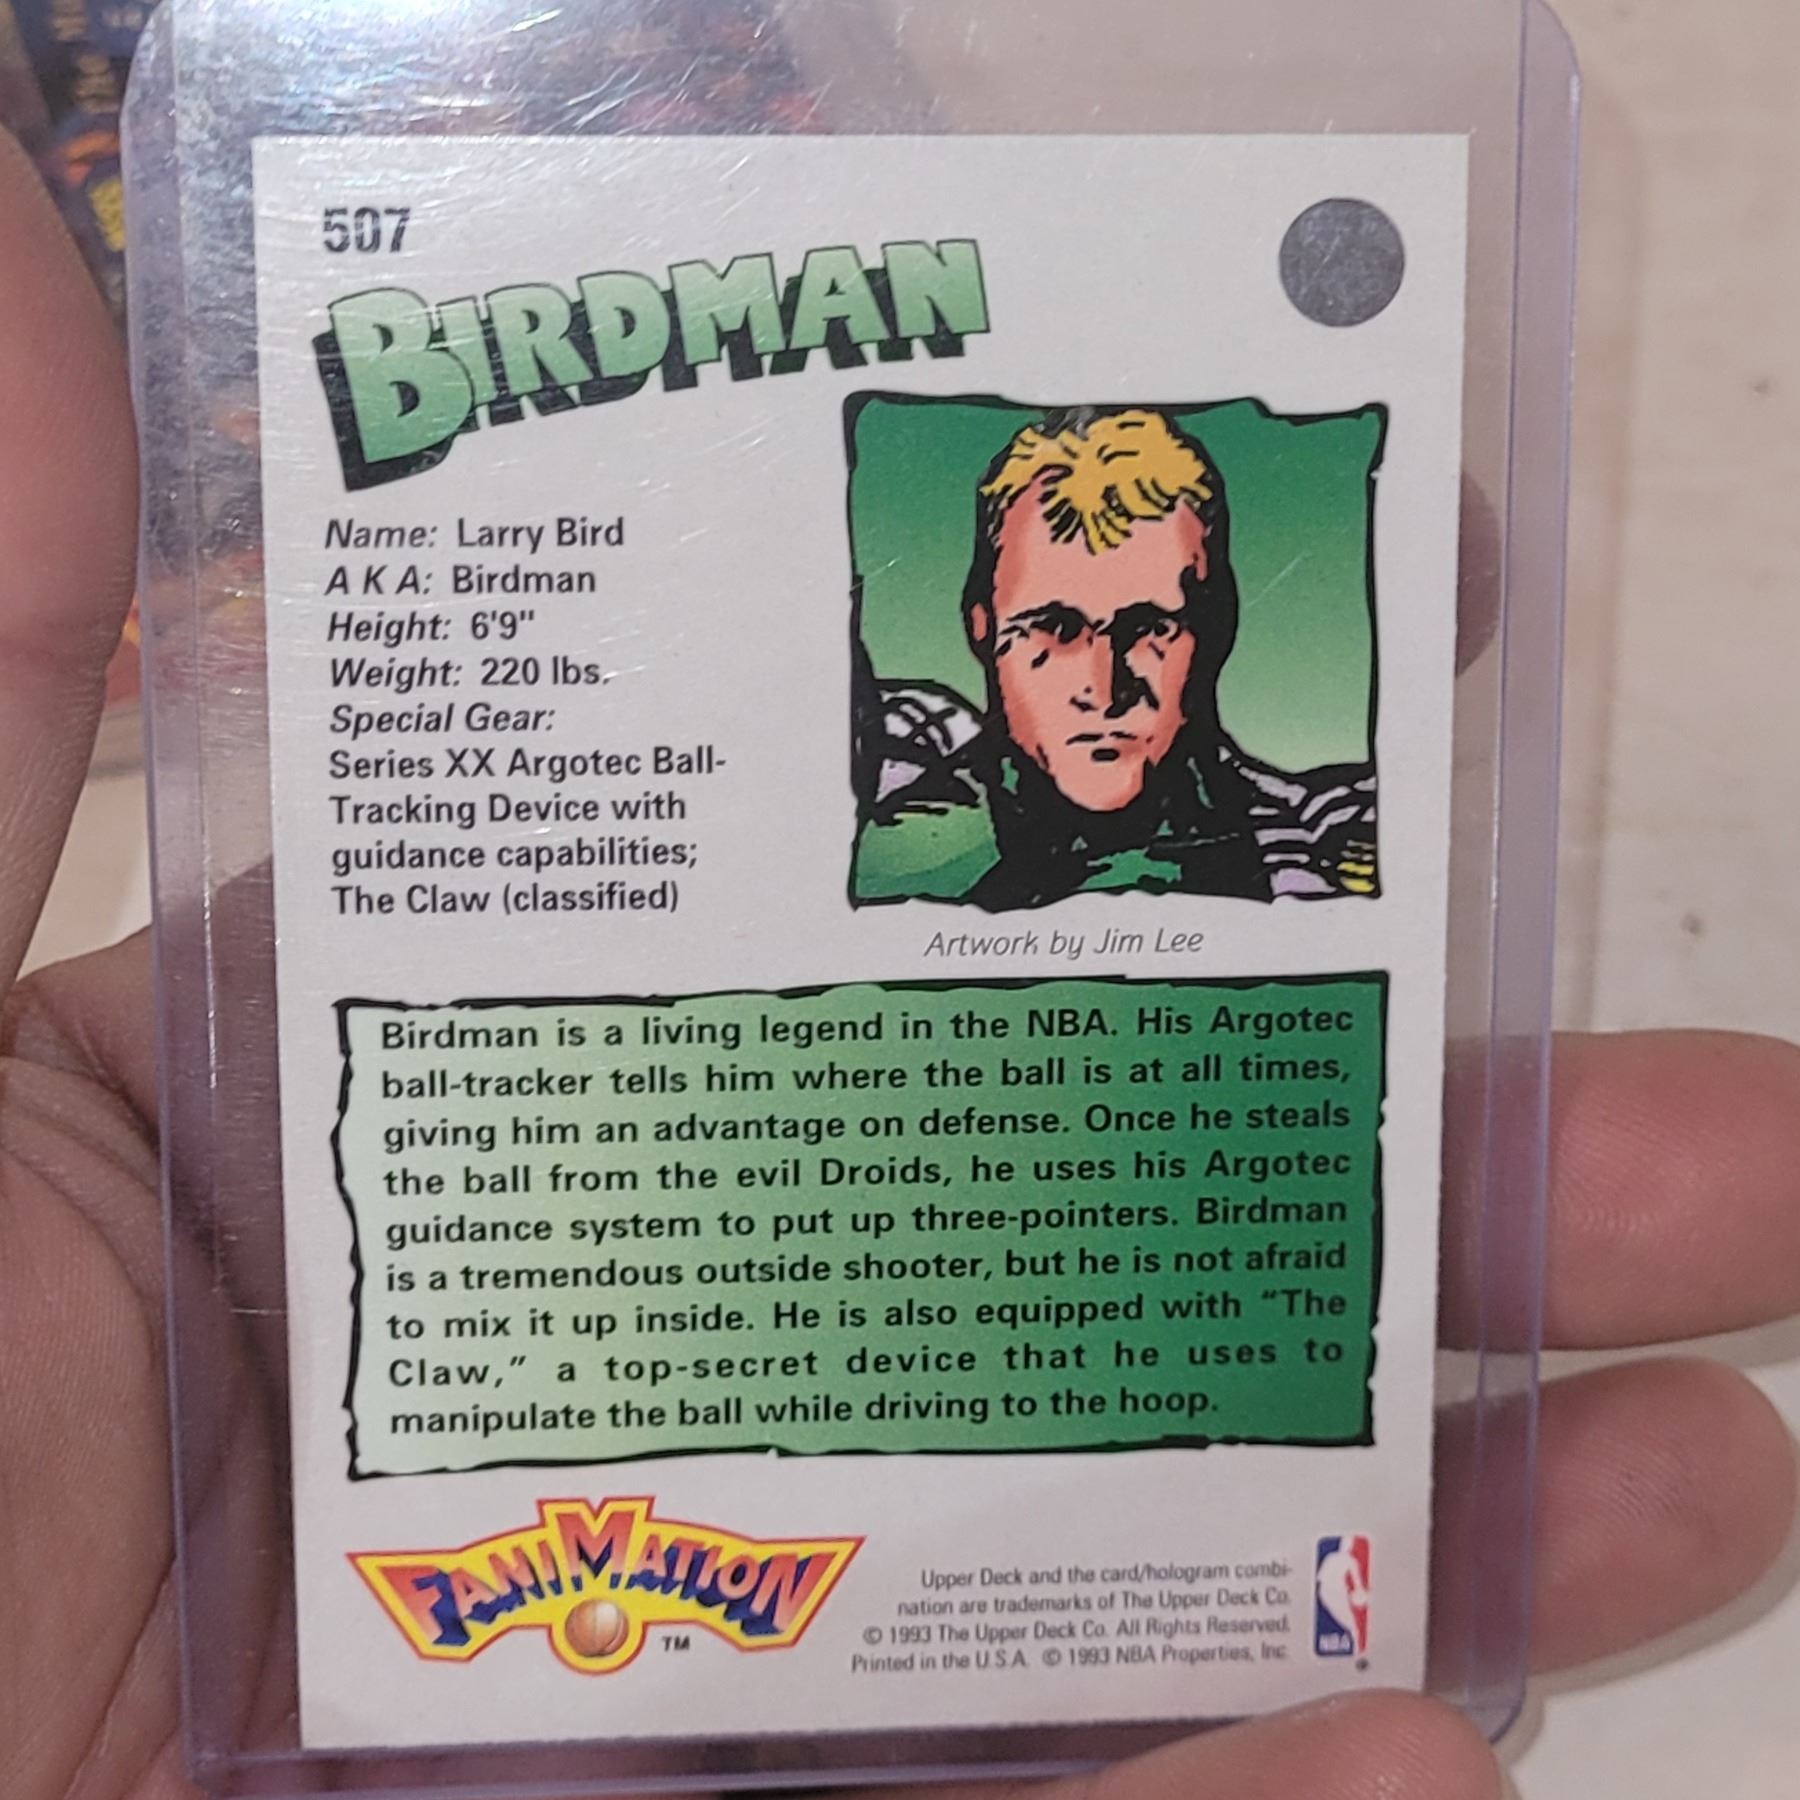 507
BIRDMAN
Name: Larry Bird
A K A: Birdman
Height: 6'9"
Weight: 220 lbs.
Special Gear:
Series XX Argotec Ball-
Tracking Device with
guidance capabilities;
The Claw (classified)
Artwork by Jim Lee
Birdman is a living legend in the NBA. His Argotec
ball-tracker tells him where the ball is at all times,
giving him an advantage on defense. Once he steals
the ball from the evil Droids, he uses his Argotec
guidance system to put up three-pointers. Birdman
is a tremendous outside shooter, but he is not afraid
to mix it up inside. He is also equipped with “The
Claw,” a top-secret device that he uses to
manipulate the ball while driving to the hoop.
FANIMATION
TM
Upper Deck and the card/hologram combi-
nation are trademarks of The Upper Deck Co.
© 1993 The Upper Deck Co. All Rights Reserved.
Printed in the U.S.A. © 1993 NBA Properties, Inc.
NBA